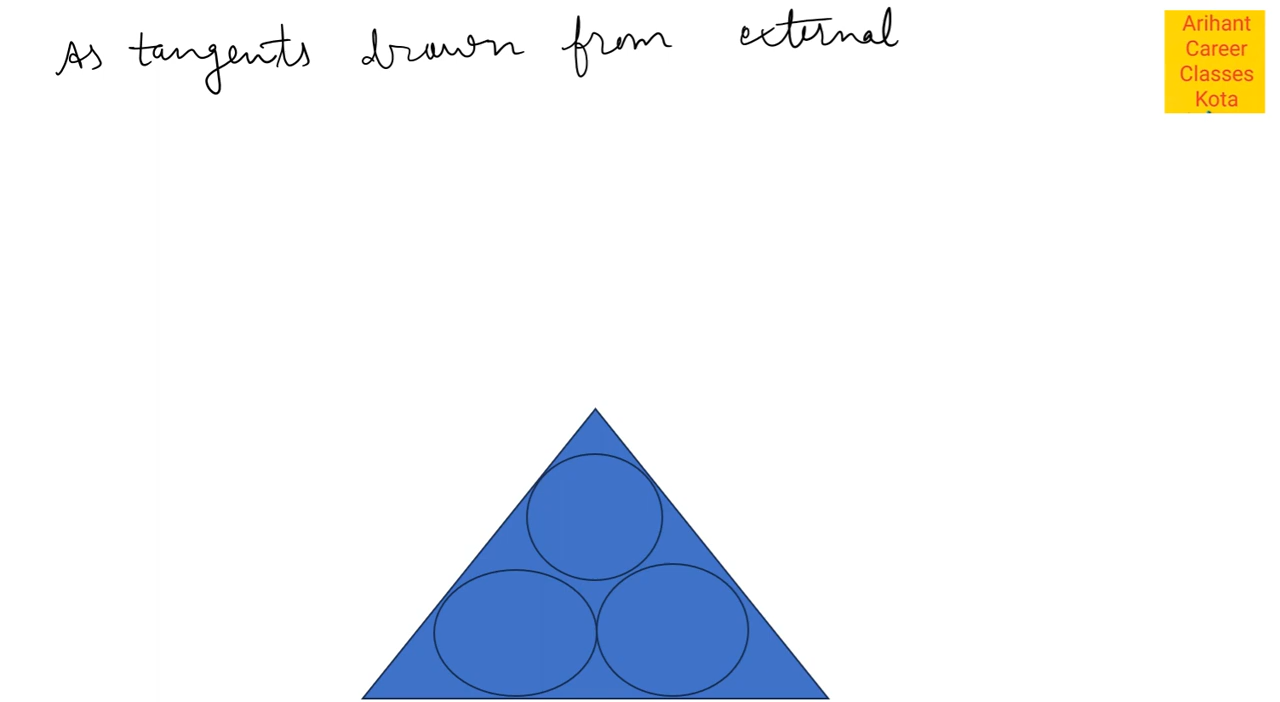 As tangents drawn from external
Arihant
Career
Classes
Kota